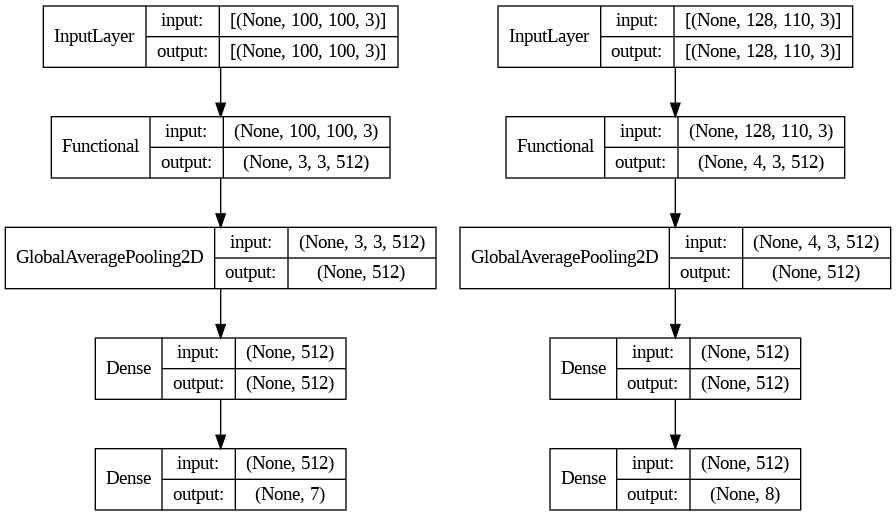 InputLayer
input:
[(None, 100, 100, 3)]
output:
[(None, 100, 100, 3)]
Functional
input:
(None, 100, 100, 3)
output:
(None, 3, 3, 512)
GlobalAveragePooling2D
input:
(None, 3, 3, 512)
output:
(None, 512)
Dense
input:
(None, 512)
output:
(None, 512)
Dense
input:
(None, 512)
output:
(None, 7)
InputLayer
input:
[(None, 128, 110, 3)]
output:
[(None, 128, 110, 3)]
Functional
input:
(None, 128, 110, 3)
output:
(None, 4, 3, 512)
GlobalAveragePooling2D
input:
(None, 4, 3, 512)
output:
(None, 512)
Dense
input:
(None, 512)
output:
(None, 512)
Dense
input:
(None, 512)
output:
(None, 8)